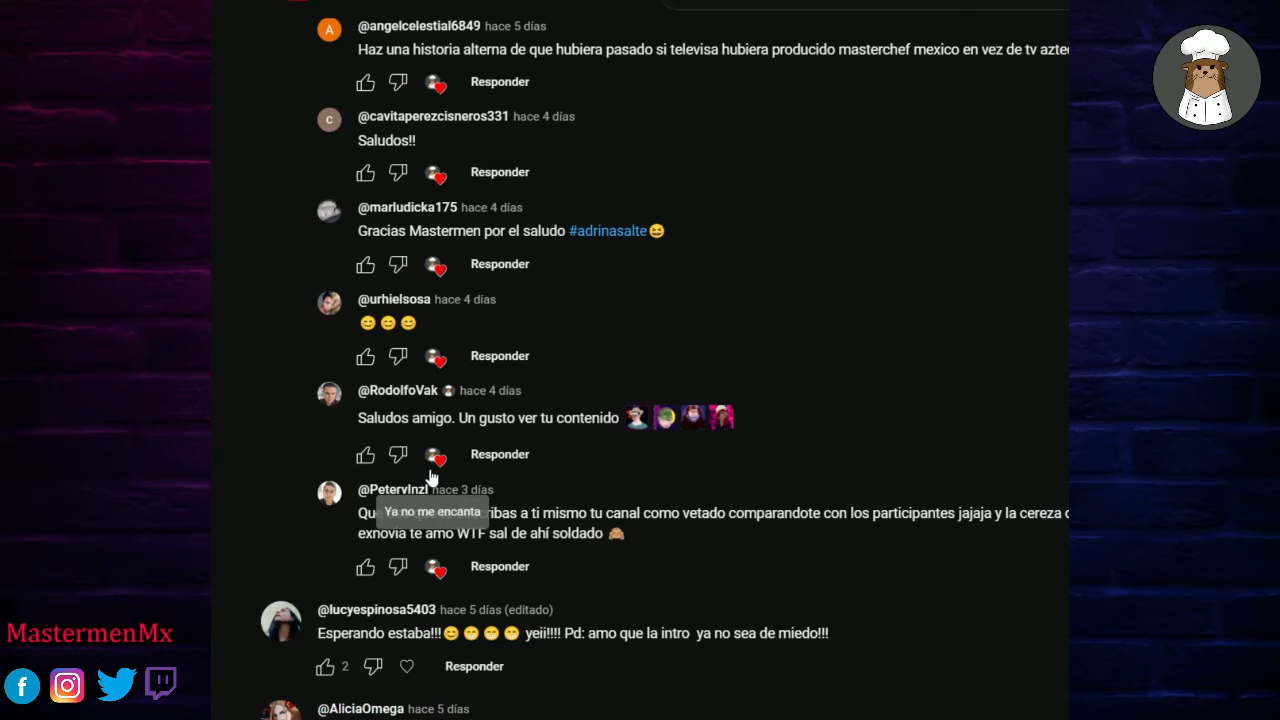 @angelcelestial6849 hace 5 días
Haz una historia alterna de que hubiera pasado si televisa hubiera producido masterchef mexico en vez de tv
Responder
C
@cavitaperezcisneros331 hace 4 días
Saludos!!
Responder
@marludicka175 hace 4 días
Gracias Mastermen por el saludo #adrinasalte😆
Responder
@urhielsosa hace 4 días
😊😊😊
Responder
@RodolfoVak hace 4 días
Saludos amigo. Un gusto ver tu contenido
Responder
hace 3 días
Ya no me encanta
a ti mismo tu canal como vetado comparandote con los participantes jajaja y la cereza
exnovia te amo WTF sal de ahí soldado 🙈
Responder
@lucyespinosa5403 hace 5 días (editado)
Esperando estaba!!!😊😁😁😁 yeii!!!! Pd: amo que la intro ya no sea de miedo!!!
2
Responder
@AliciaOmega hace 5 días
MastermenMx